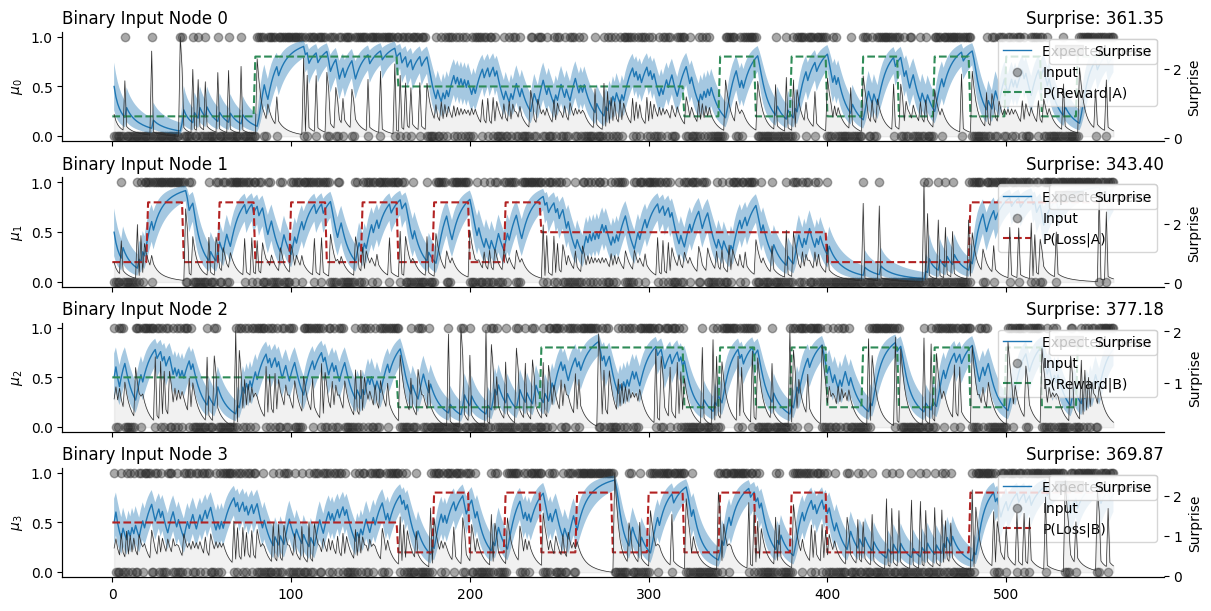 Binary Input Node 0 Surprise: 361.35
1.0
0.5
0.0
μ0
2
0
Surprise
Surprise
Input
P(Reward|A)
Binary Input Node 1 Surprise: 343.40
1.0
0.5
0.0
μ1
2
0
Surprise
Surprise
Input
P(Loss|A)
Binary Input Node 2 Surprise: 377.18
1.0
0.5
0.0
μ2
2
1
Surprise
Surprise
Input
P(Reward|B)
Binary Input Node 3 Surprise: 369.87
1.0
0.5
0.0
μ3
2
1
0
Surprise
Surprise
Input
P(Loss|B)
0 100 200 300 400 500